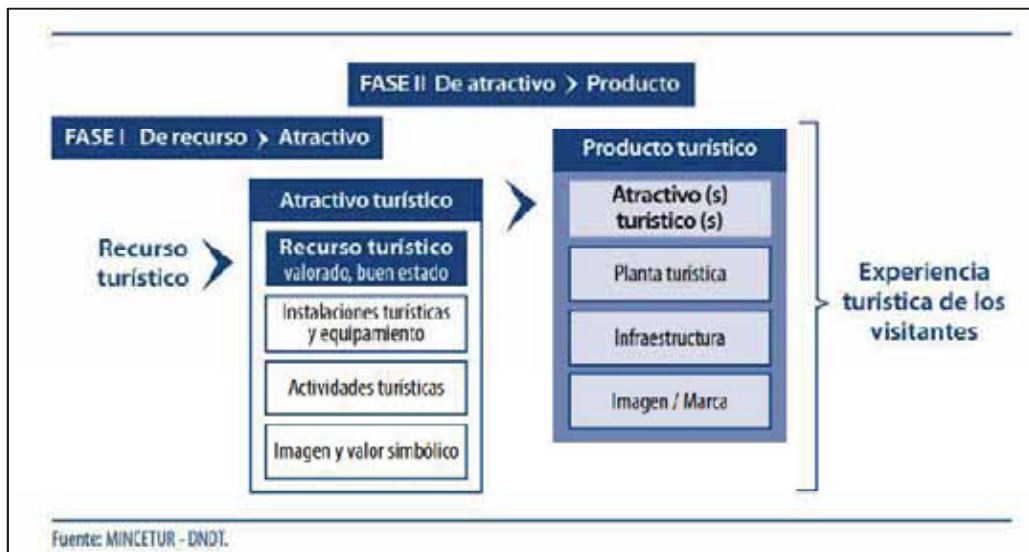 FASE II De atractivo > Producto
FASE I De recurso > Atractivo
Recurso
turístico
Atractivo turístico
Recurso turístico
valorado, buen estado
Instalaciones turísticas
y equipamiento
Actividades turísticas
Imagen y valor simbólico
Producto turístico
Atractivo (s)
turístico (s)
Planta turística
Infraestructura
Imagen / Marca
Experiencia
turística de los
visitantes
Fuente: MINCETUR - DNDT.